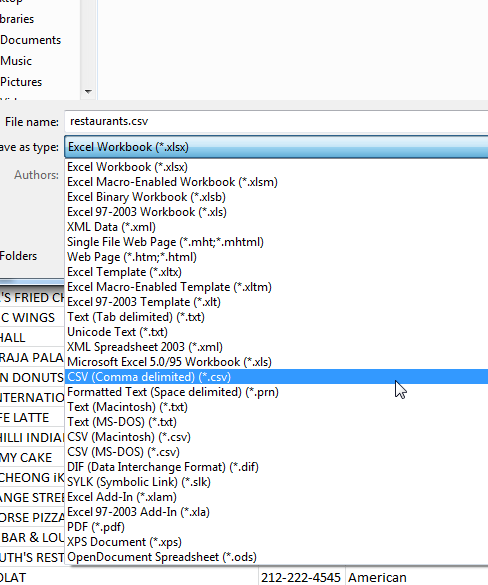 braries
Documents
Music
Pictures
File name: restaurants.csv
ave as type: Excel Workbook (*.xlsx)
Authors:
Excel Workbook (*.xlsx)
Excel Macro-Enabled Workbook (*.xlsm)
Excel Binary Workbook (*.xlsb)
Excel 97-2003 Workbook (*.xls)
XML Data (*.xml)
Single File Web Page (*.mht;*.mhtml)
Web Page (*.htm;*.html)
Folders
Excel Template (*.xltx)
Excel Macro-Enabled Template (*.xltm)
'S FRIED CH
Excel 97-2003 Template (*.xlt)
C WINGS
Text (Tab delimited) (*.txt)
Unicode Text (*.txt)
HALL
XML Spreadsheet 2003 (*.xml)
RAJA PALA
Microsoft Excel 5.0/95 Workbook (*.xls)
N DONUTS
CSV (Comma delimited) (*.csv)
NTERNATIO
Formatted Text (Space delimited) (*.prn)
Text (Macintosh) (*.txt)
FE LATTE
Text (MS-DOS) (*.txt)
HILLI INDIA
CSV (Macintosh) (*.csv)
MY CAKE
CSV (MS-DOS) (*.csv)
DIF (Data Interchange Format) (*.dif)
CHEONG iK
SYLK (Symbolic Link) (*.slk)
ANGE STREE
Excel Add-In (*.xlam)
Excel 97-2003 Add-In (*.xla)
ORSE PIZZA
PDF (*.pdf)
BAR & LOU
XPS Document (*.xps)
UTH'S REST
OpenDocument Spreadsheet (*.ods)
OLAT 212-222-4545 American